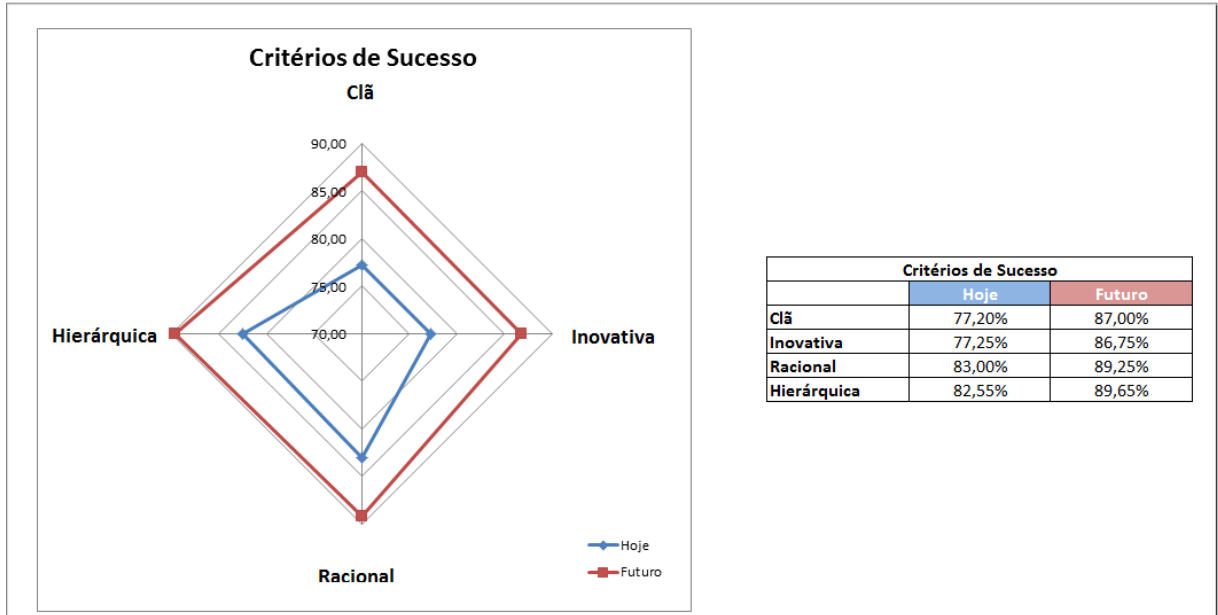 Critérios de Sucesso
Clã
90,00
85,00
80,00
75,00
70,00
Hierárquica
Inovativa
Racional
Hoje
Futuro
Critérios de Sucesso
Hoje Futuro
Clã 77,20% 87,00%
Inovativa 77,25% 86,75%
Racional 83,00% 89,25%
Hierárquica 82,55% 89,65%